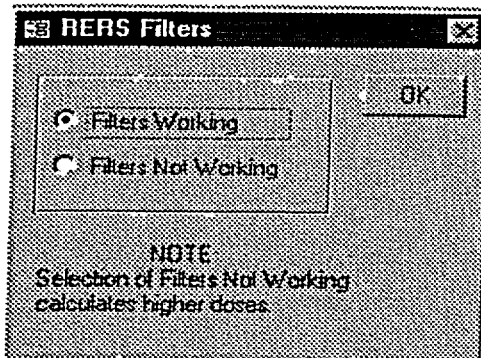 RERS Filters
OK
Filters Working
Filters Not Working
NOTE
Selection of Filters Not Working
calculates higher doses.